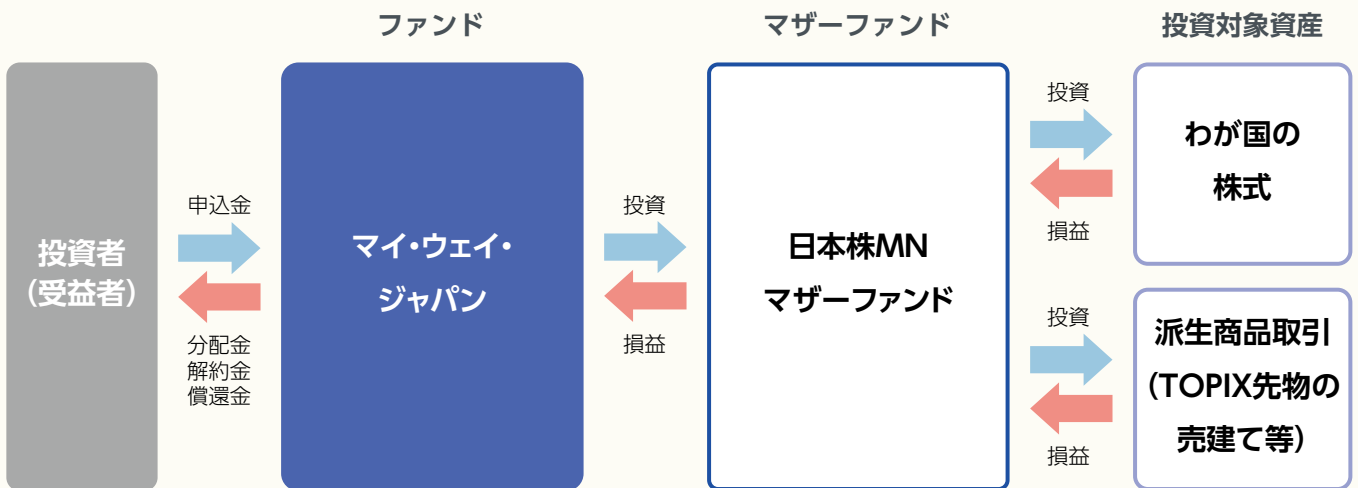 ファンド
マザーファンド
投資対象資産
投資者
(受益者)
申込金
分配金
解約金
償還金
マイ・ウェイ・
ジャパン
投資
損益
日本株MN
マザーファンド
投資
損益
わが国の
株式
投資
損益
派生商品取引
(TOPIX先物の
売建て等)